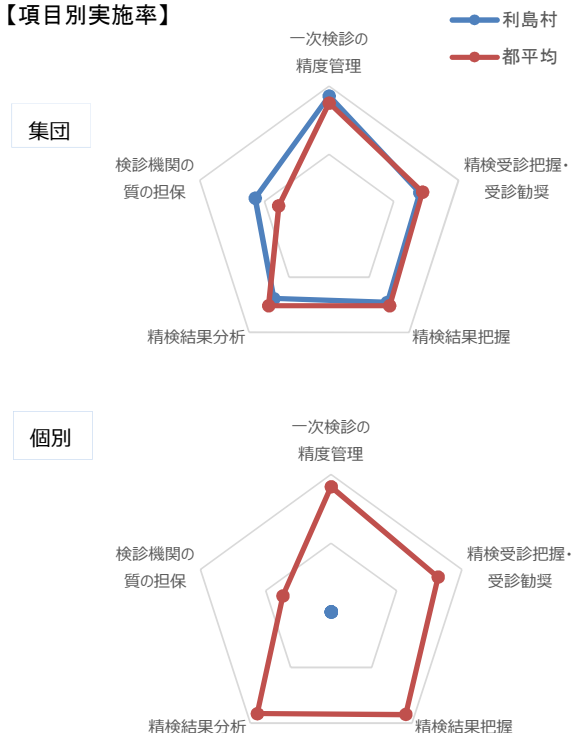 【項目別実施率】
利島村
都平均
集団
一次検診の
精度管理
検診機関の
質の担保
精検受診把握・
受診勧奨
精検結果分析
精検結果把握
個別
一次検診の
精度管理
検診機関の
質の担保
精検受診把握・
受診勧奨
精検結果分析
精検結果把握